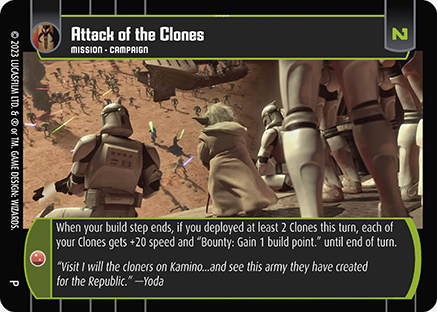 Attack of the Clones
MISSION • CAMPAIGN
N
© 2023 LUCASFILM LTD. & ® OR TM. GAME DESIGN: WIZARDS.
When your build step ends, if you deployed at least 2 Clones this turn, each of
your Clones gets +20 speed and “Bounty: Gain 1 build point.” until end of turn.
“Visit I will the cloners on Kamino...and see this army they have created
for the Republic.” —Yoda
P